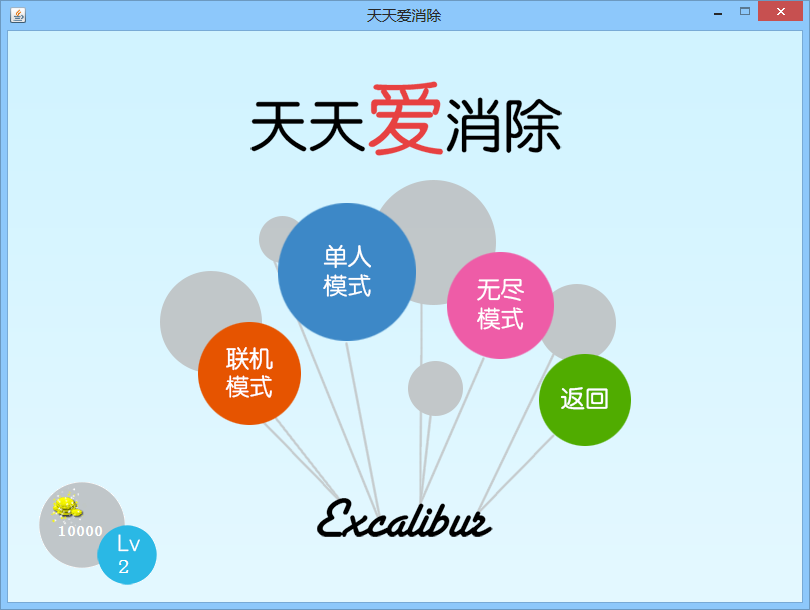 天天爱消除
天天爱消除
单人
模式
无尽
模式
联机
模式
返回
Excalibur
10000
Lv
2